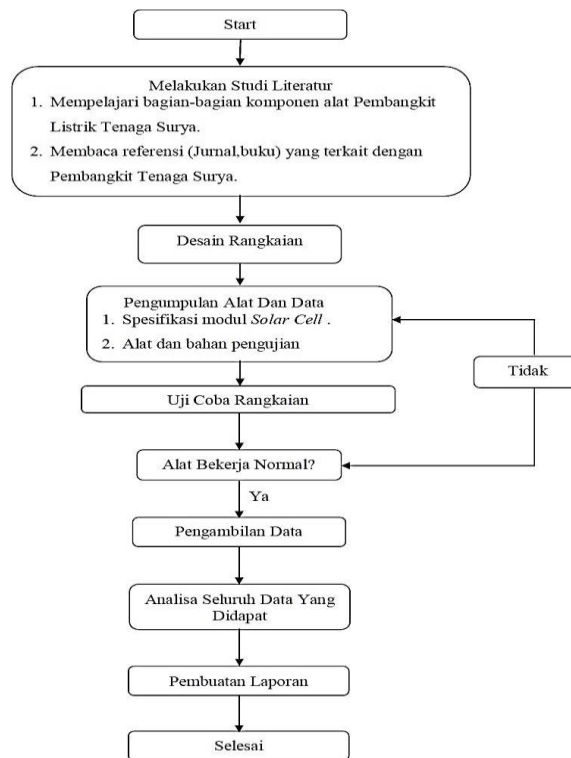 Start
Melakukan Studi Literatur
1. Mempelajari bagian-bagian komponen alat Pembangkit
Listrik Tenaga Surya.
2. Membaca referensi (Jurnal,buku) yang terkait dengan
Pembangkit Tenaga Surya.
Desain Rangkaian
Pengumpulan Alat Dan Data
1. Spesifikasi modul Solar Cell .
2. Alat dan bahan pengujian
Tidak
Uji Coba Rangkaian
Alat Bekerja Normal?
Ya
Pengambilan Data
Analisa Seluruh Data Yang
Didapat
Pembuatan Laporan
Selesai